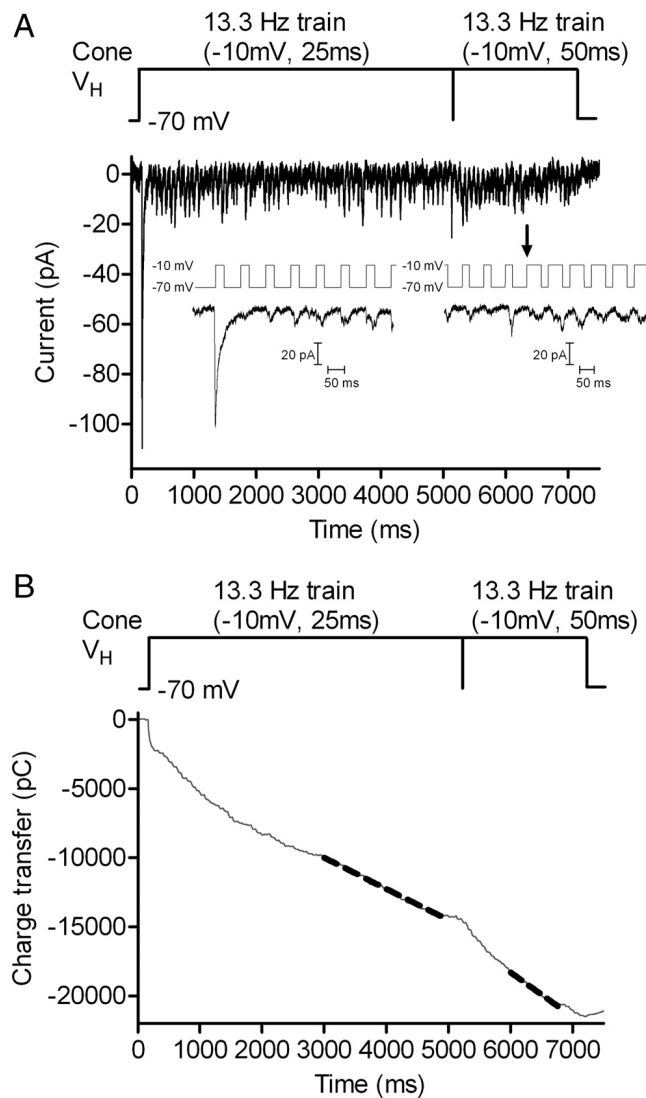 A
13.3 Hz train
(-10mV, 25ms)
13.3 Hz train
(-10mV, 50ms)
Cone
V_H
-70 mV
0
-20
-40
-60
-80
-100
Current (pA)
-10 mV
-70 mV
20 pA
50 ms
-10 mV
-70 mV
20 pA
50 ms
0 1000 2000 3000 4000 5000 6000 7000
Time (ms)
B
13.3 Hz train
(-10mV, 25ms)
13.3 Hz train
(-10mV, 50ms)
Cone
V_H
-70 mV
0
-5000
-10000
-15000
-20000
Charge transfer (pC)
0 1000 2000 3000 4000 5000 6000 7000
Time (ms)